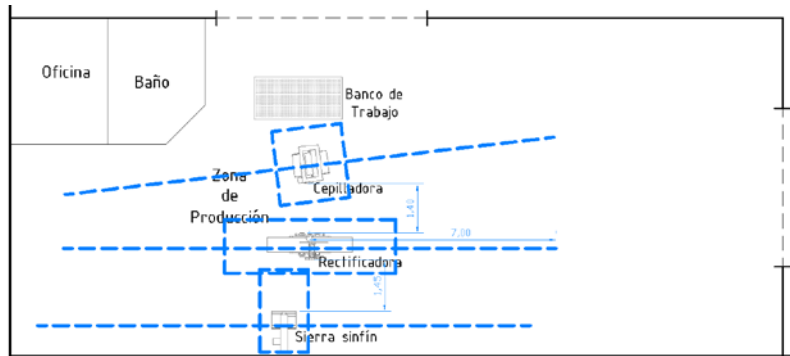 Oficina
Baño
Banco de
Trabajo
Zona
de
Producción
Cepilladora
1,40
7,00
Rectificadora
1,45
Sierra sinfín